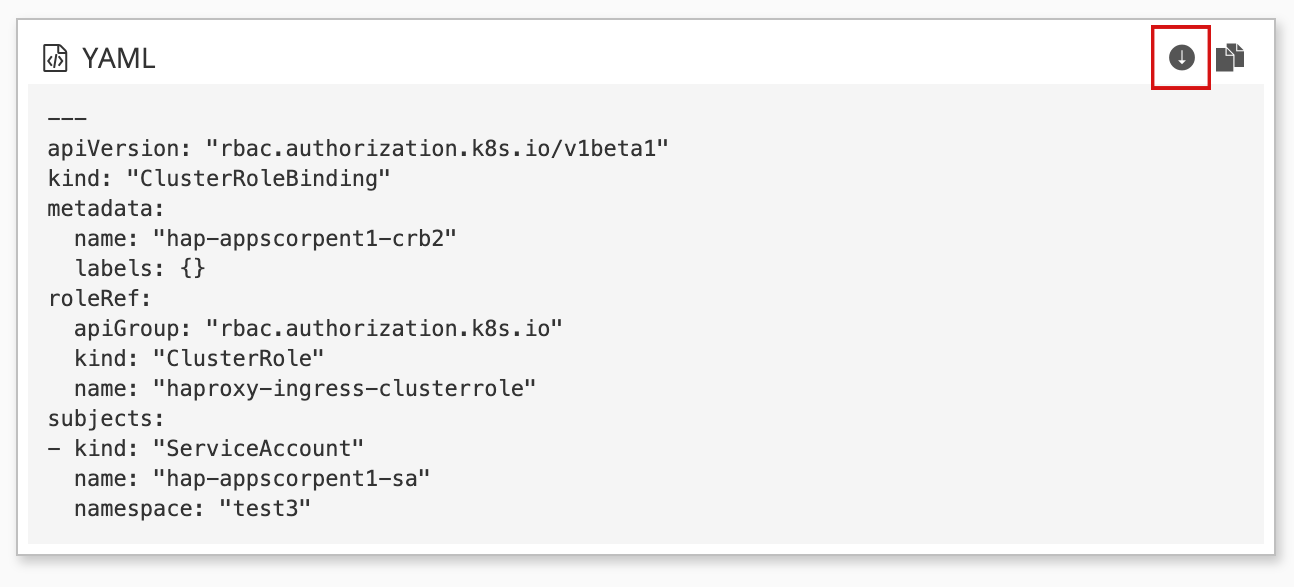 YAML
---
apiVersion: "rbac.authorization.k8s.io/v1beta1"
kind: "ClusterRoleBinding"
metadata:
  name: "hap-appscorpent1-crb2"
  labels: {}
roleRef:
  apiGroup: "rbac.authorization.k8s.io"
  kind: "ClusterRole"
  name: "haproxy-ingress-clusterrole"
subjects:
- kind: "ServiceAccount"
  name: "hap-appscorpent1-sa"
  namespace: "test3"